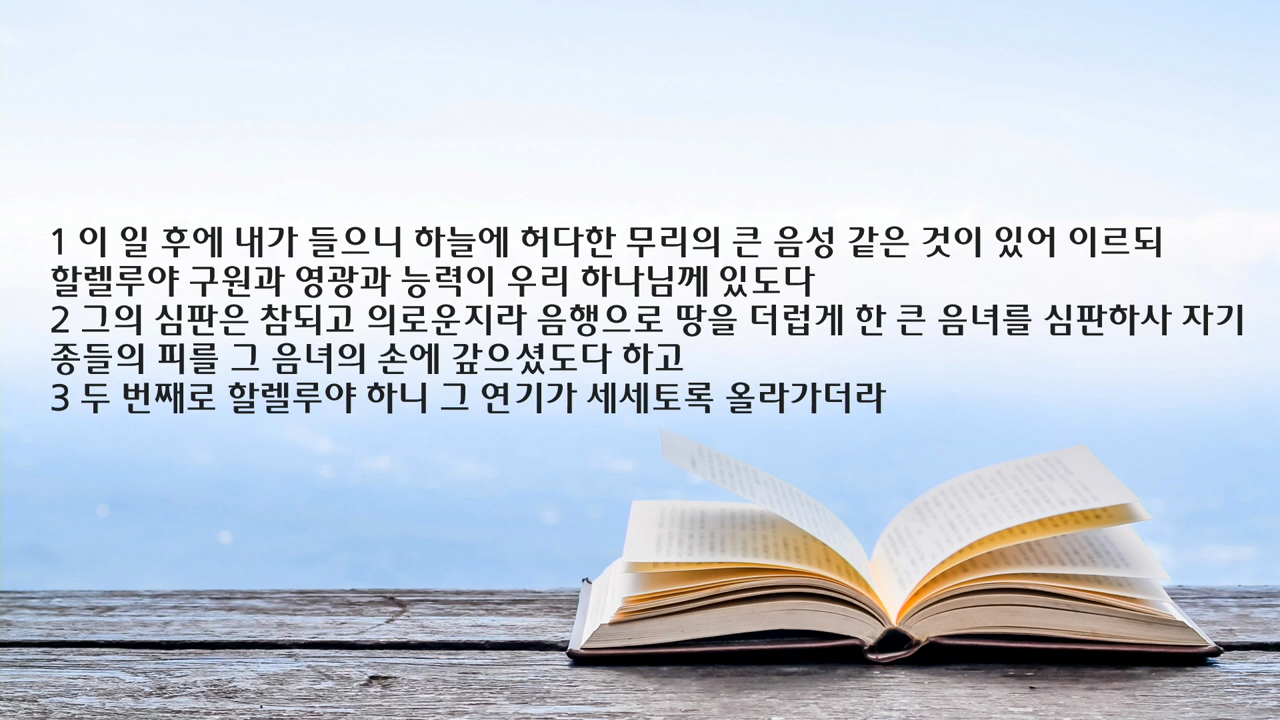 1 이 일 후에 내가 들으니 하늘에 허다한 무리의 큰 음성 같은 것이 있어 이르되
할렐루야 구원과 영광과 능력이 우리 하나님께 있도다
2 그의 심판은 참되고 의로운지라 음행으로 땅을 더럽게 한 큰 음녀를 심판하사 자기
종들의 피를 그 음녀의 손에 갚으셨도다 하고
3 두 번째로 할렐루야 하니 그 연기가 세세토록 올라가더라